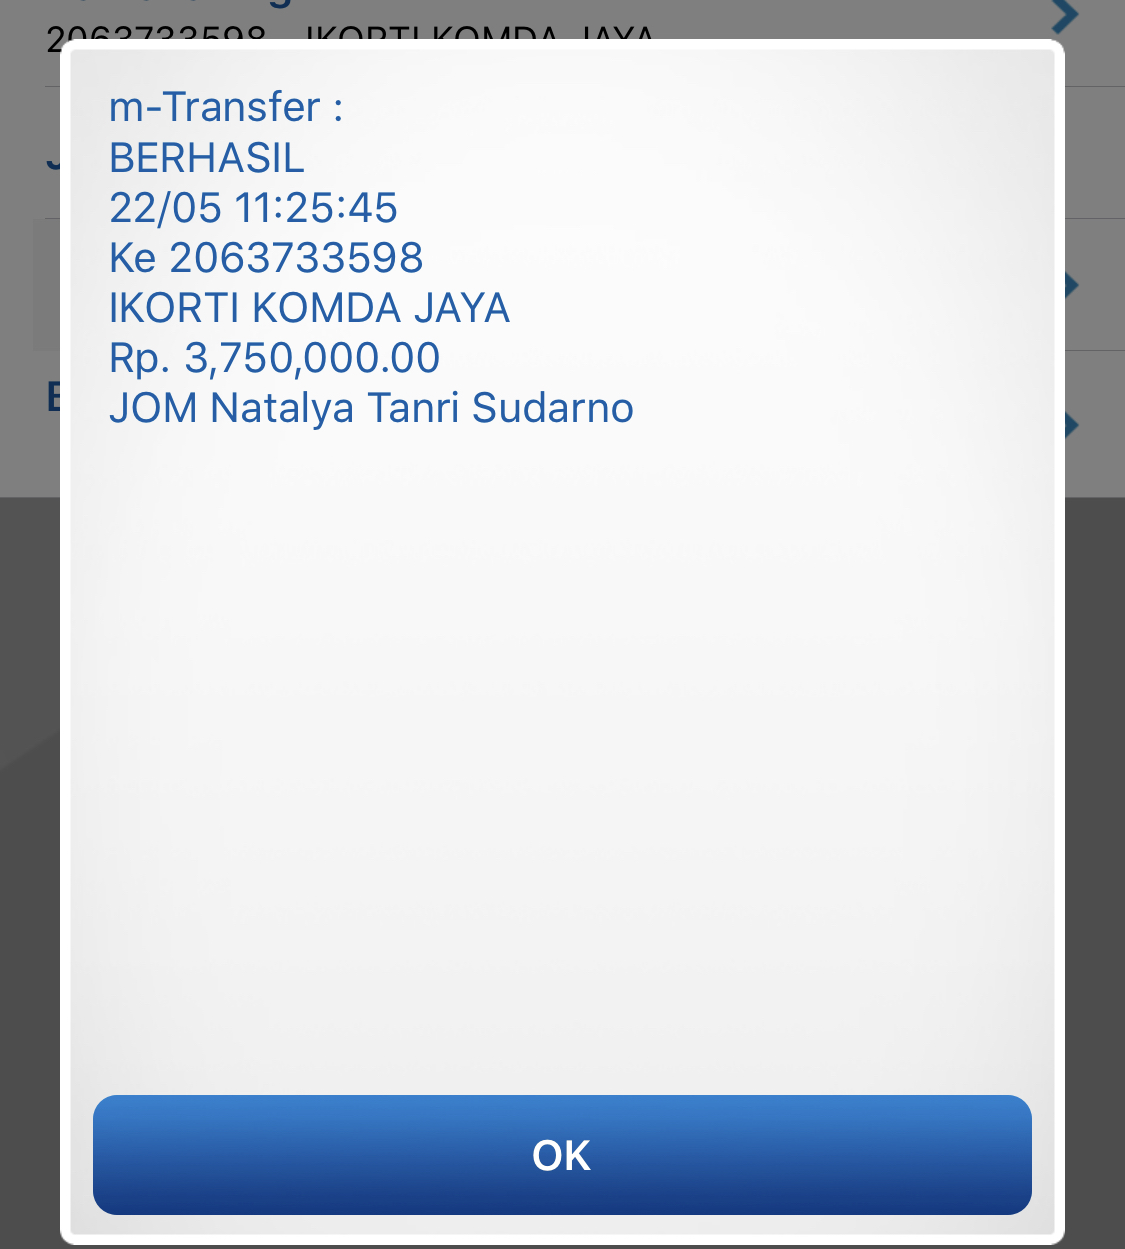 2063733598 - IKORTI KOMDA JAYA
m-Transfer :
BERHASIL
22/05 11:25:45
Ke 2063733598
IKORTI KOMDA JAYA
Rp. 3,750,000.00
JOM Natalya Tanri Sudarno
OK